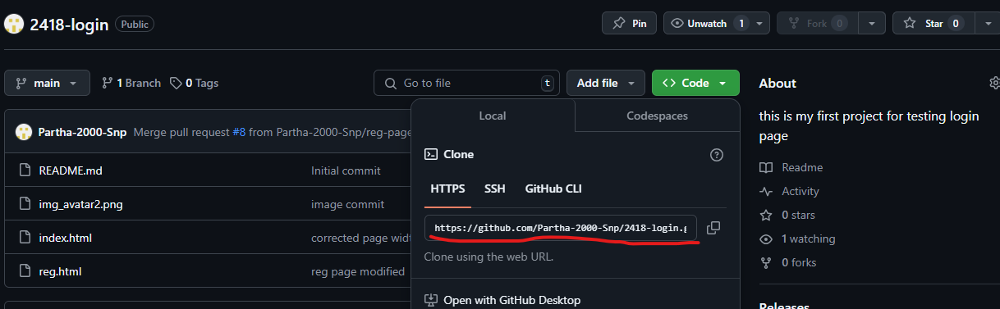 2418-login Public Pin Unwatch 1 Fork 0 Star 0
main 1 Branch 0 Tags Go to file t Add file Code
Partha-2000-Snp Merge pull request #8 from Partha-2000-Snp/reg-page
README.md Initial commit
img_avatar2.png image commit
index.html corrected page wid
reg.html reg page modified
Local Codespaces
Clone
HTTPS SSH GitHub CLI
https://github.com/Partha-2000-Snp/2418-login.g
Clone using the web URL.
Open with GitHub Desktop
About
this is my first project for testing login
page
Readme
Activity
0 stars
1 watching
0 forks
Releases